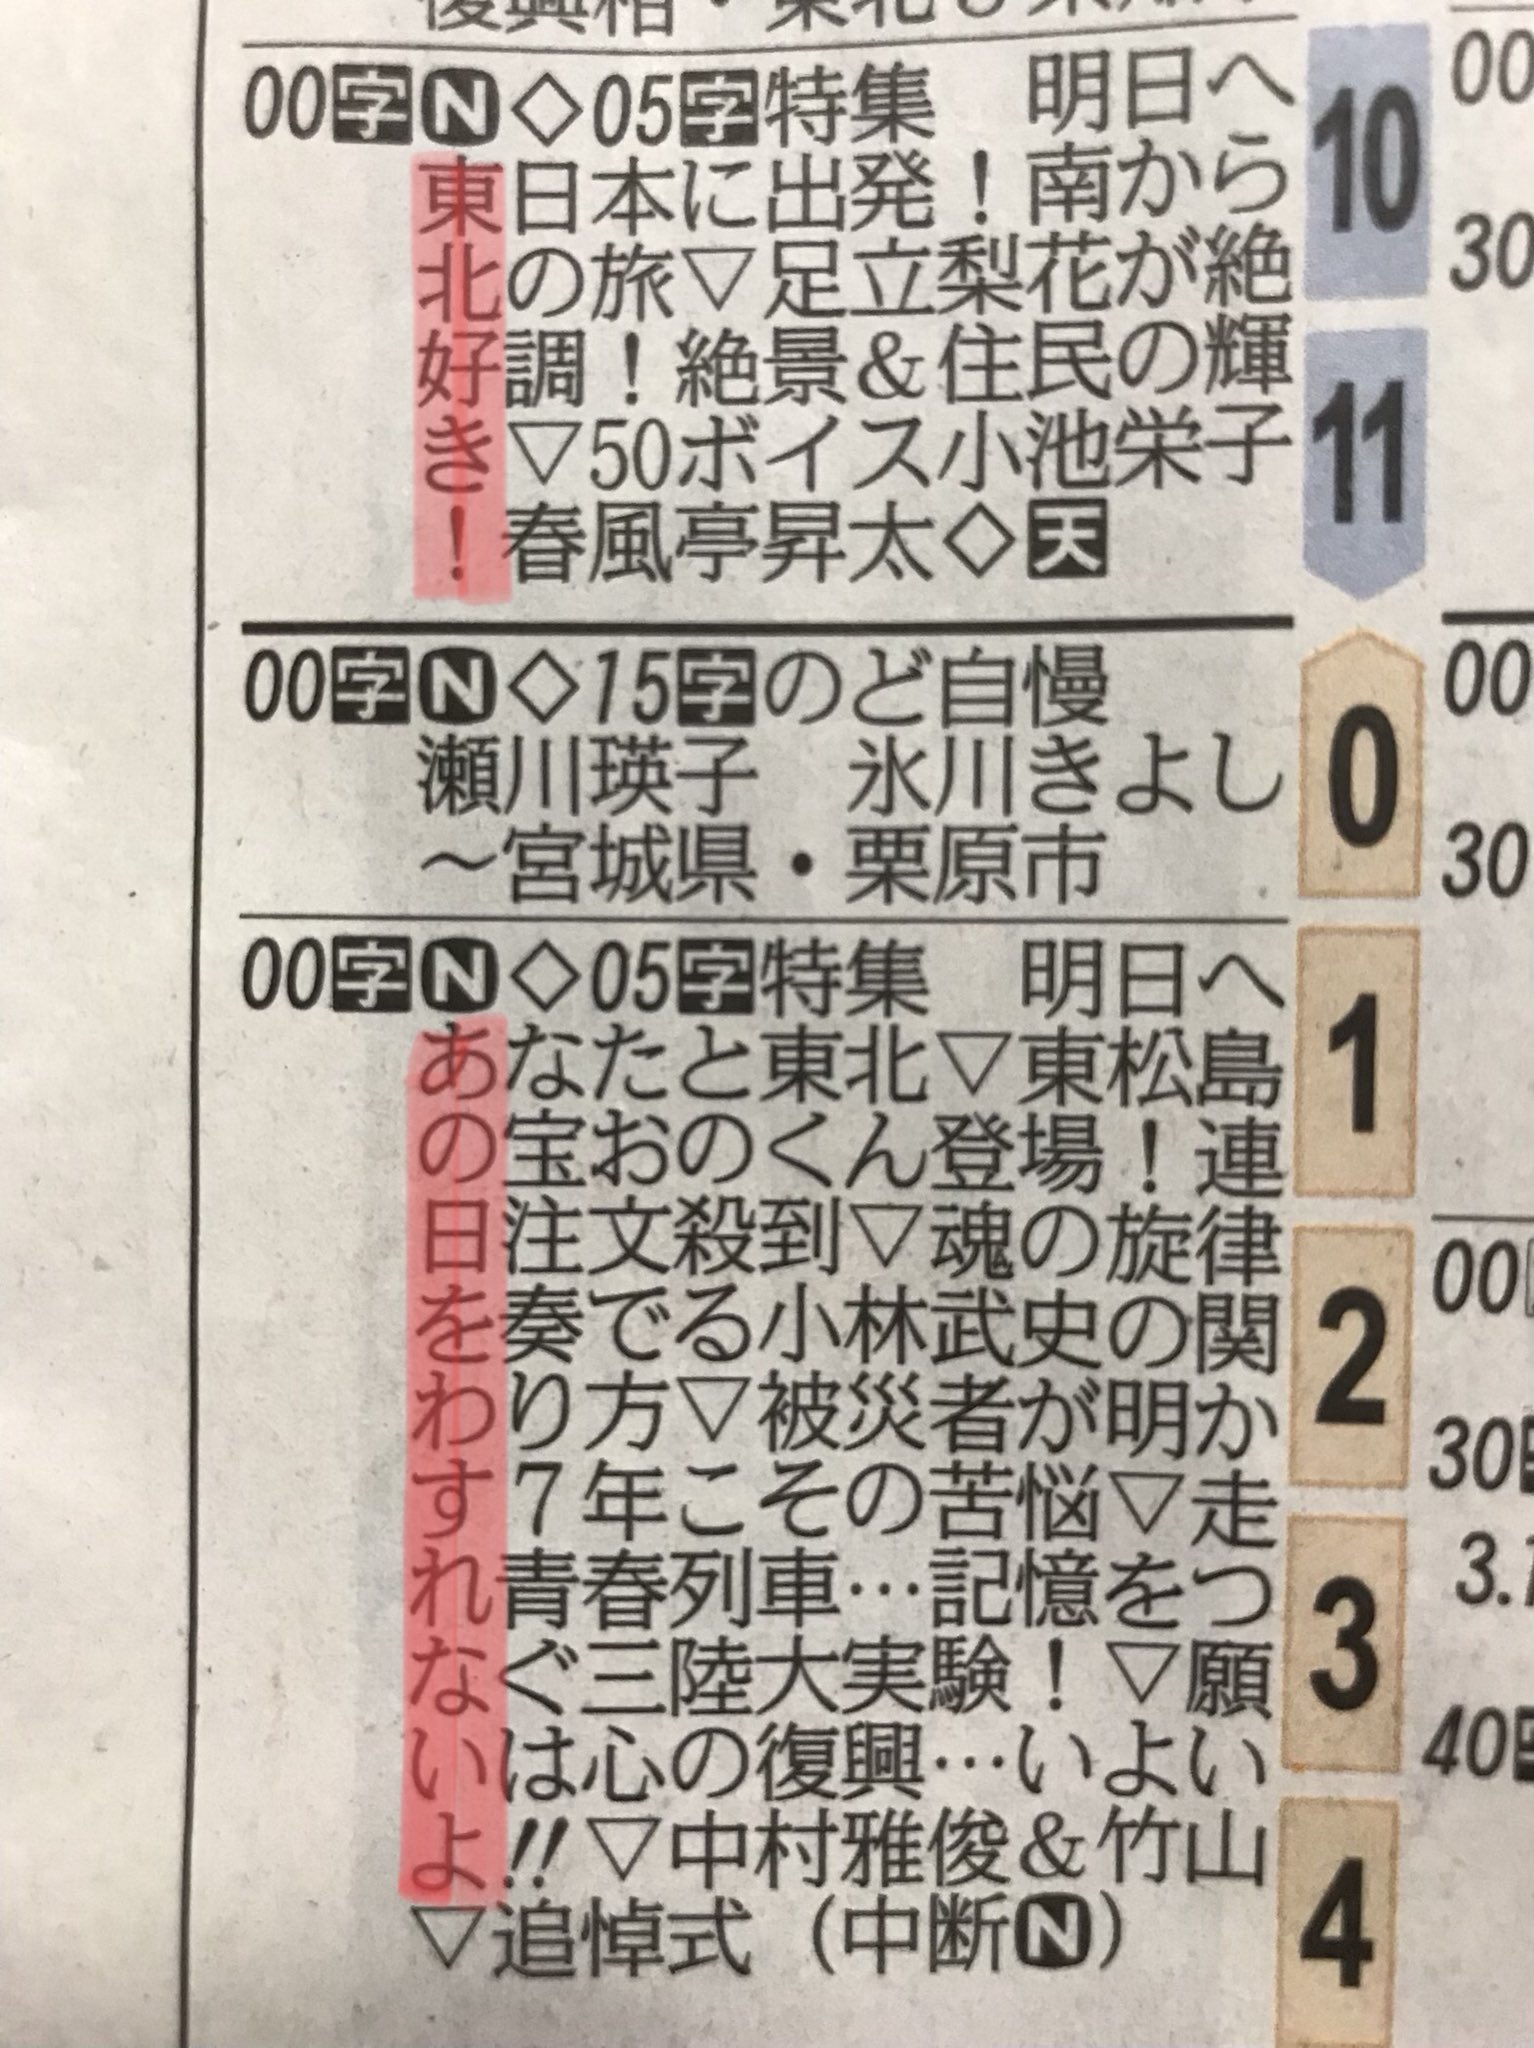 00字N◇05字特集　明日へ
東日本に出発！南から
北の旅▽足立梨花が絶
好調！絶景＆住民の輝
き▽50ボイス小池栄子
！春風亭昇太◇天
10
11
00字N◇15字のど自慢
瀬川瑛子　氷川きよし
～宮城県・栗原市
0
00字N◇05字特集　明日へ
あなたと東北▽東松島
の宝おのくん登場！連
日注文殺到▽魂の旋律
を奏でる小林武史の関
わり方▽被災者が明か
す７年こその苦悩▽走
れ青春列車…記憶をつ
なぐ三陸大実験！▽願
いは心の復興…いよい
よ!!▽中村雅俊＆竹山
▽追悼式（中断N）
1
2
3
4
00
30
00
30
00
30
40